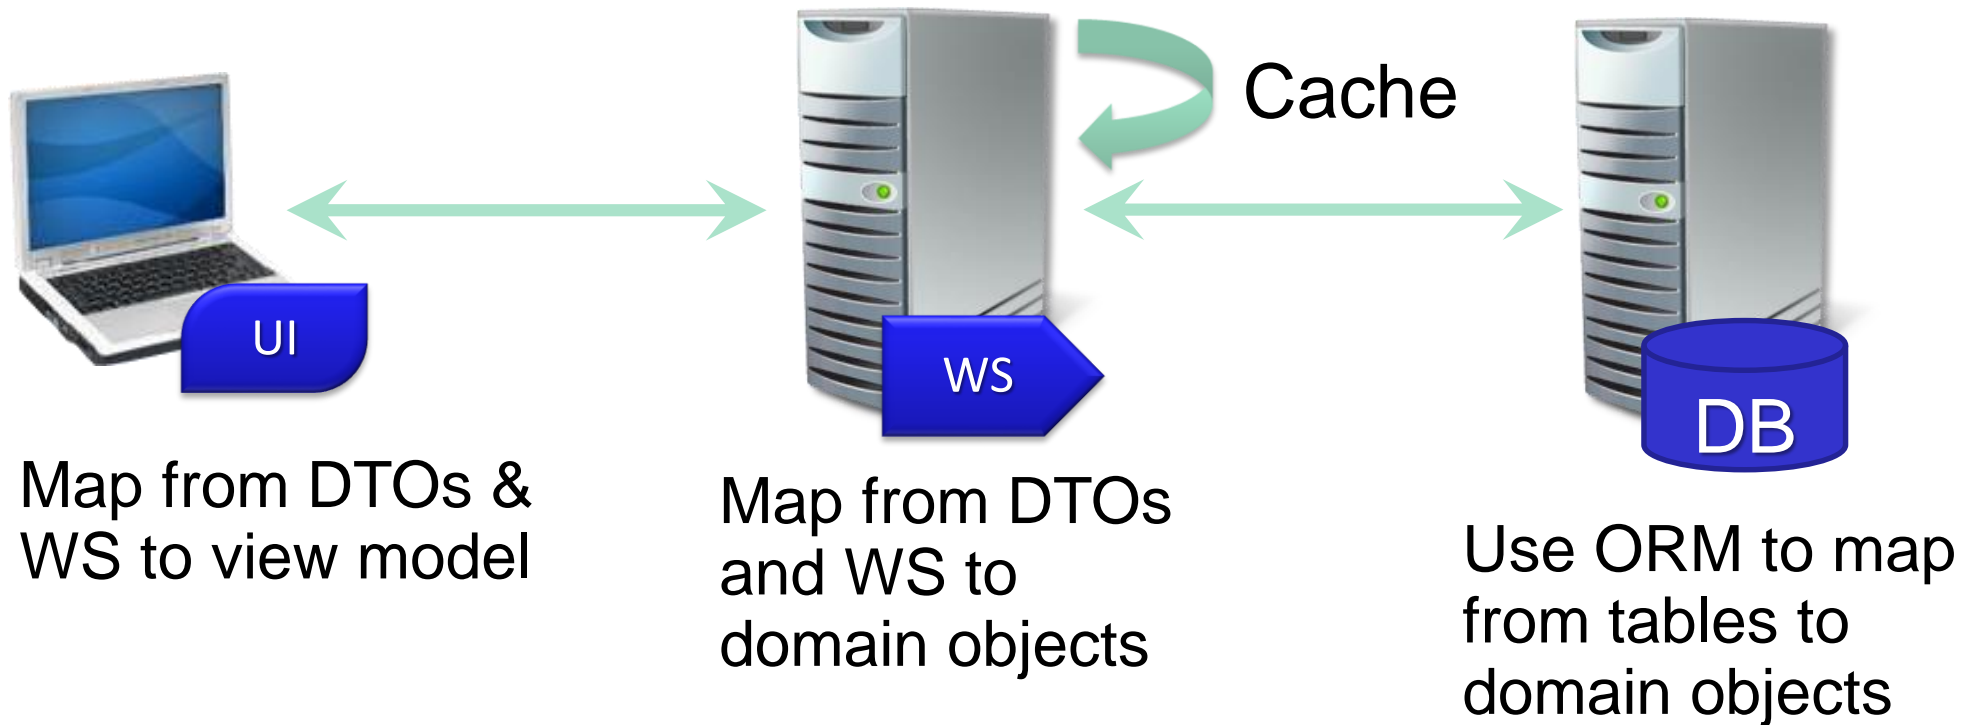 Cache
UI
WS
DB
Map from DTOs &
WS to view model
Map from DTOs
and WS to
domain objects
Use ORM to map
from tables to
domain objects